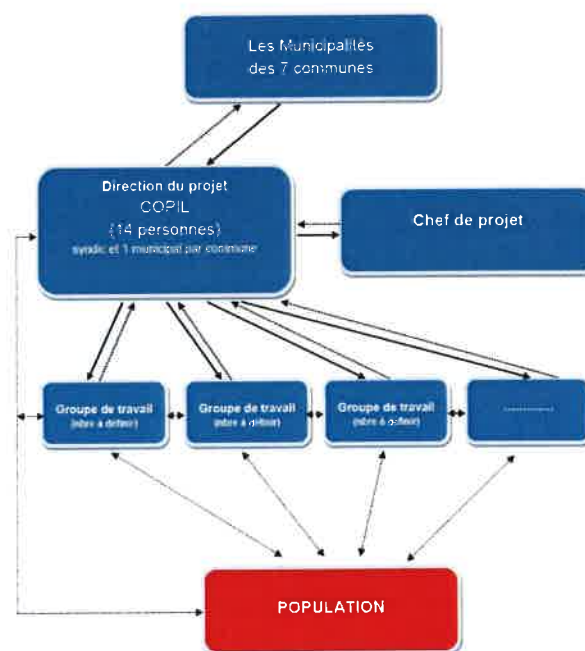 Les Municipalités
des 7 communes
Direction du projet
COPIL
(14 personnes)
syndic et 1 municipal par commune
Chef de projet
Groupe de travail
(nbre à définir)
Groupe de travail
(nbre à définir)
Groupe de travail
(nbre à définir)
POPULATION